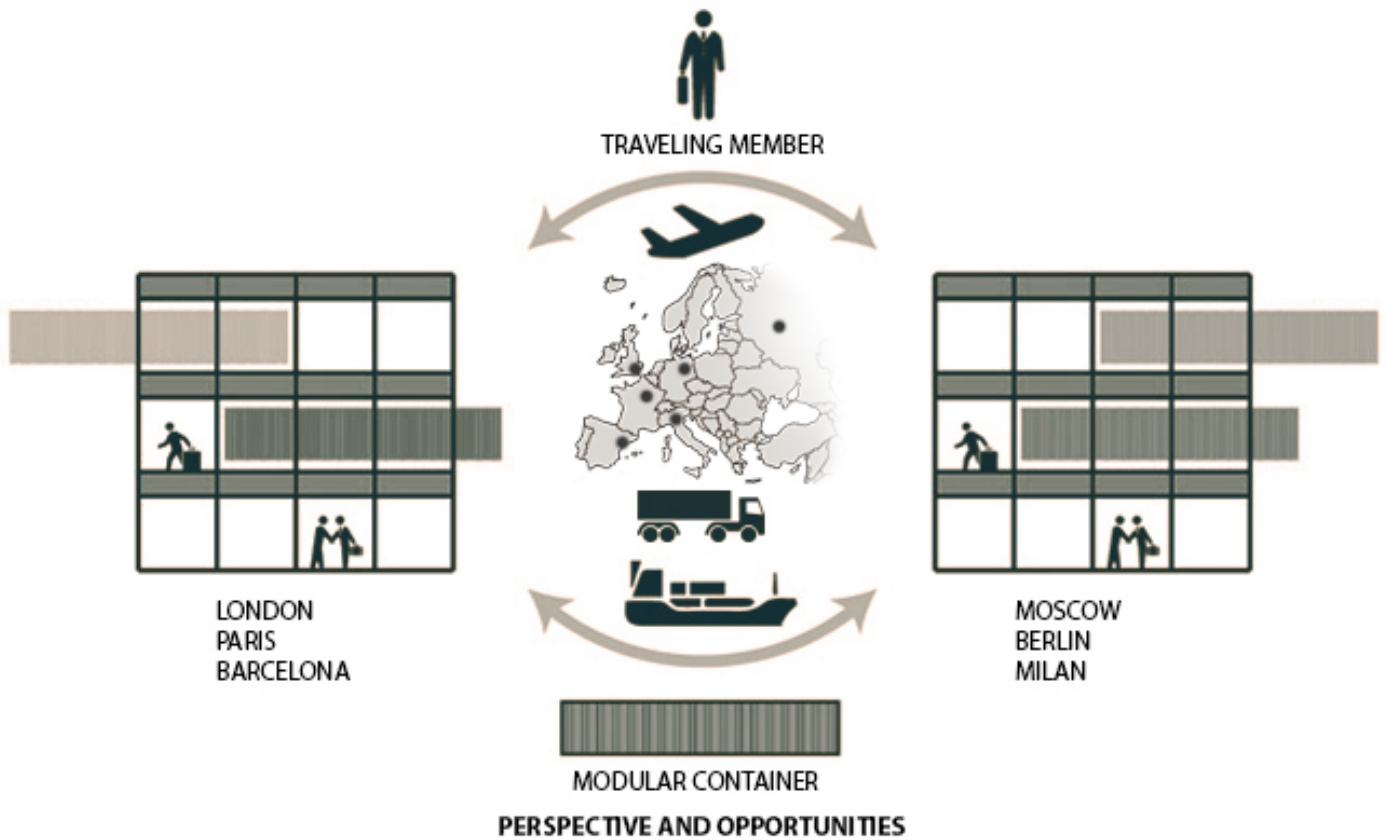 TRAVELING MEMBER
LONDON
PARIS
BARCELONA
MOSCOW
BERLIN
MILAN
MODULAR CONTAINER
PERSPECTIVE AND OPPORTUNITIES